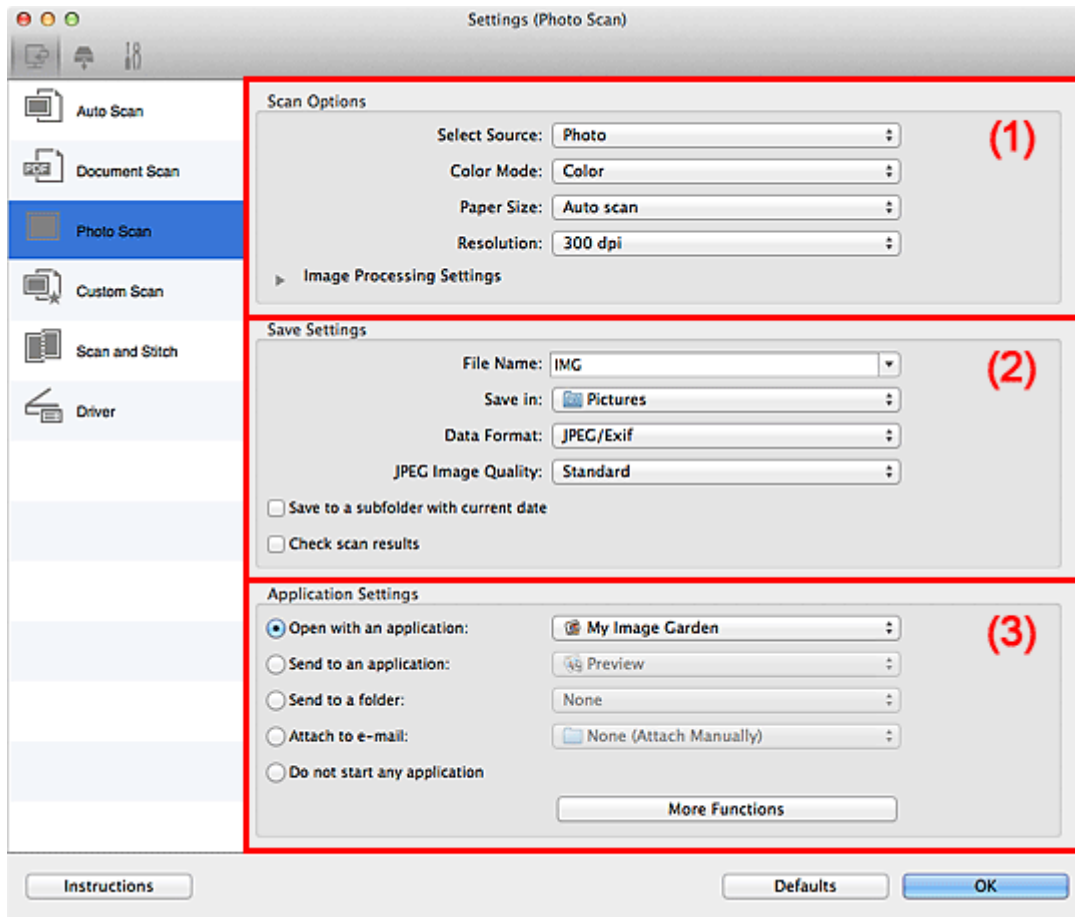 Settings (Photo Scan)
Auto Scan
PDF
Document Scan
Photo Scan
Custom Scan
Scan and Stitch
Driver
Scan Options
(1)
Select Source: Photo
Color Mode: Color
Paper Size: Auto scan
Resolution: 300 dpi
Image Processing Settings
Save Settings
(2)
File Name: IMG
Save in: Pictures
Data Format: JPEG/Exif
JPEG Image Quality: Standard
Save to a subfolder with current date
Check scan results
Application Settings
(3)
Open with an application: My Image Garden
Send to an application: Preview
Send to a folder: None
Attach to e-mail: None (Attach Manually)
Do not start any application
More Functions
Instructions
Defaults
OK